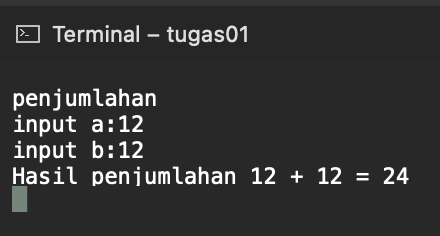 Terminal – tugas01
penjumlahan
input a:12
input b:12
Hasil penjumlahan 12 + 12 = 24